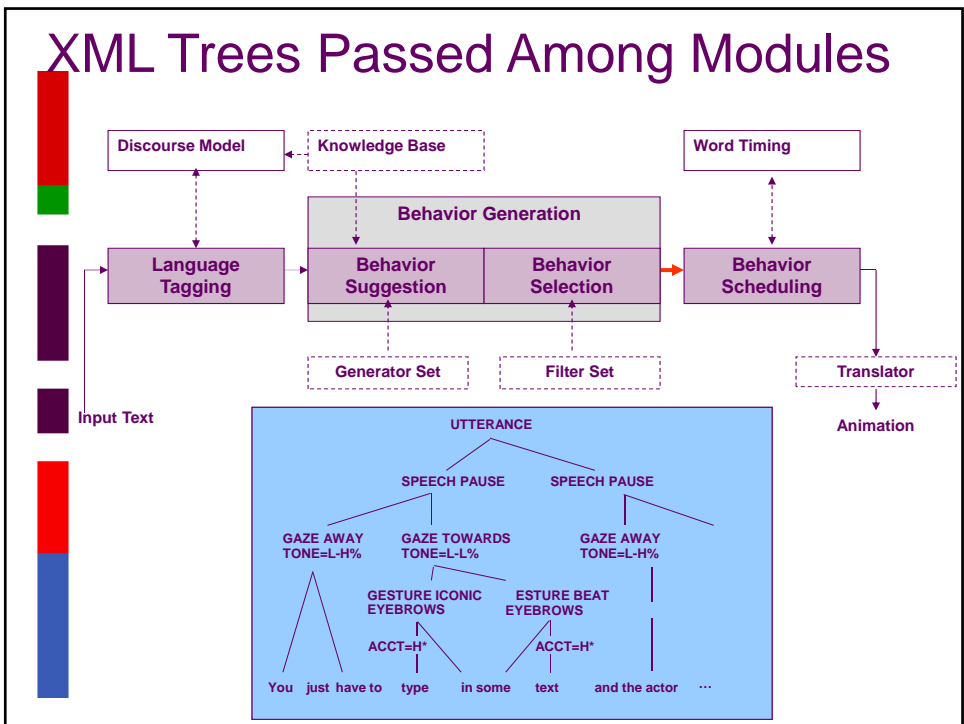 XML Trees Passed Among Modules
Discourse Model
Knowledge Base
Word Timing
Behavior Generation
Language
Tagging
Behavior
Suggestion
Behavior
Selection
Behavior
Scheduling
Generator Set
Filter Set
Translator
Input Text
Animation
UTTERANCE
SPEECH PAUSE
SPEECH PAUSE
GAZE AWAY
TONE=L-H%
GAZE TOWARDS
TONE=L-L%
GAZE AWAY
TONE=L-H%
GESTURE ICONIC
EYEBROWS
ESTURE BEAT
EYEBROWS
ACCT=H*
ACCT=H*
You just have to type in some text and the actor ...